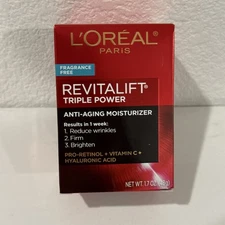 L'ORÉAL
PARIS
FRAGRANCE
FREE
REVITALIFT®
TRIPLE POWER
ANTI-AGING MOISTURIZER
Results in 1 week:
1. Reduce wrinkles
2. Firm
3. Brighten
PRO-RETINOL + VITAMIN C +
HYALURONIC ACID
NET WT. 1.7 OZ.